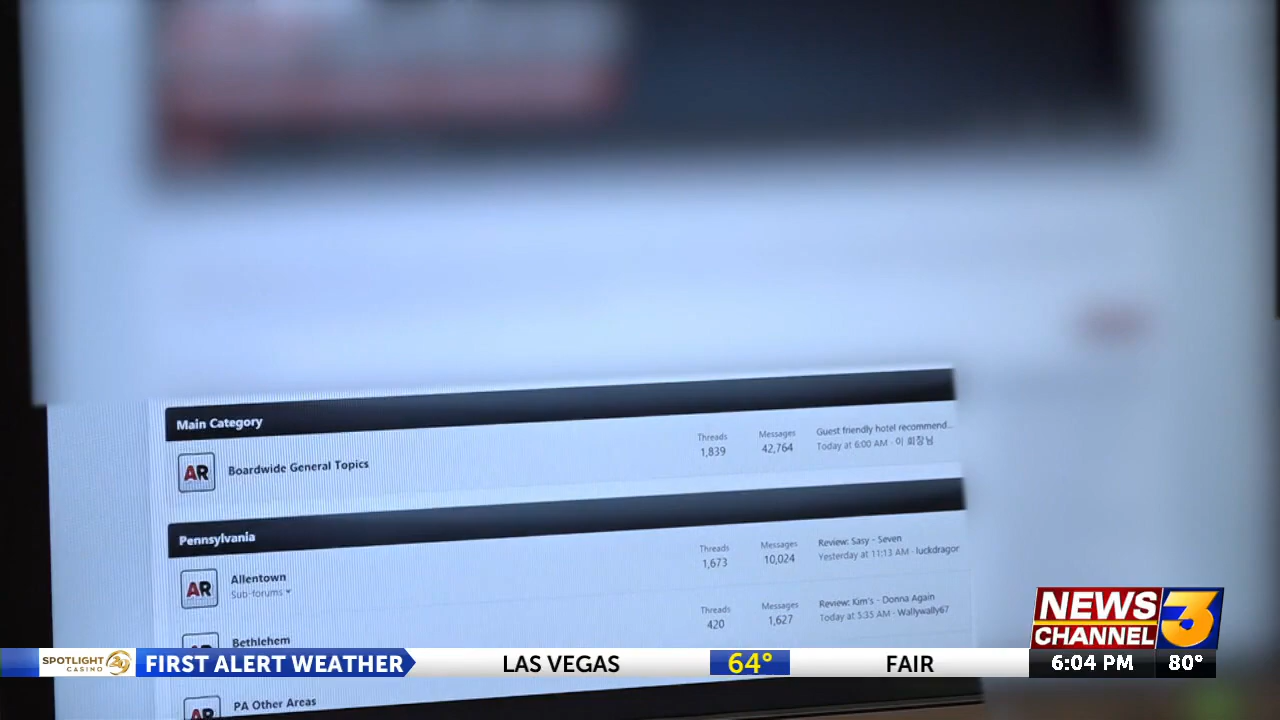 Main Category
AR
Boardwide General Topics
Threads
1,839
Messages
42,764
Guest friendly hotel recommend...
Today at 6:00 AM · 이 회장님
Pennsylvania
AR
Allentown
Sub-forums
Threads
1,673
Messages
10,024
Review: Sasy - Seven
Yesterday at 11:13 AM · luckdragor
AR
Bethlehem
Threads
420
Messages
1,627
Review: Kim's - Donna Again
Today at 5:35 AM · Wallywally67
AR
PA Other Areas
NEWS
CHANNEL 3
6:04 PM 80°
SPOTLIGHT 29
CASINO
FIRST ALERT WEATHER
LAS VEGAS 64° FAIR